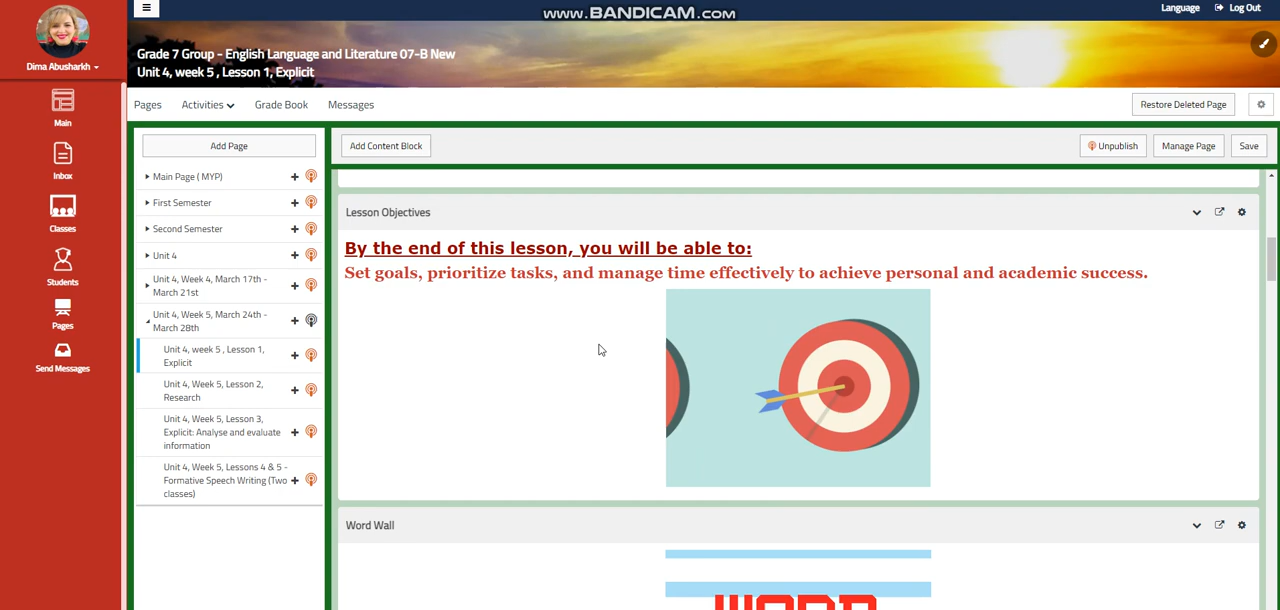 www.BANDICAM.com
Language
Log Out
Dima Abusharkh
Grade 7 Group - English Language and Literature 07-B New
Unit 4, week 5 , Lesson 1, Explicit
Pages
Activities
Grade Book
Messages
Restore Deleted Page
Main
Inbox
Classes
Students
Pages
Send Messages
Add Page
Main Page ( MYP)
First Semester
Second Semester
Unit 4
Unit 4, Week 4, March 17th -
March 21st
Unit 4, Week 5, March 24th -
March 28th
Unit 4, week 5 , Lesson 1,
Explicit
Unit 4, Week 5, Lesson 2,
Research
Unit 4, Week 5, Lesson 3,
Explicit: Analyse and evaluate
information
Unit 4, Week 5, Lessons 4 & 5 -
Formative Speech Writing (Two
classes)
Add Content Block
Unpublish
Manage Page
Save
Lesson Objectives
By the end of this lesson, you will be able to:
Set goals, prioritize tasks, and manage time effectively to achieve personal and academic success.
Word Wall
WORD